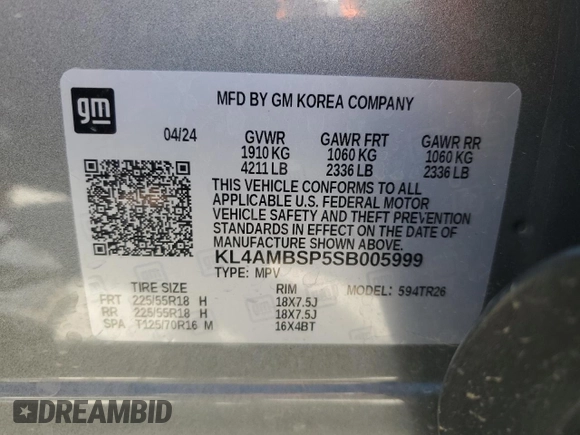 gm
MFD BY GM KOREA COMPANY
04/24 GVWR GAWR FRT GAWR RR
1910 KG 1060 KG 1060 KG
4211 LB 2336 LB 2336 LB
THIS VEHICLE CONFORMS TO ALL
APPLICABLE U.S. FEDERAL MOTOR
VEHICLE SAFETY AND THEFT PREVENTION
STANDARDS IN EFFECT ON THE DATE OF
MANUFACTURE SHOWN ABOVE.
KL4AMBSP5SB005999
TYPE: MPV MODEL: 594TR26
TIRE SIZE RIM
FRT 225/55R18 H 18X7.5J
RR 225/55R18 H 18X7.5J
SPA T125/70R16 M 16X4BT
DREAMBID